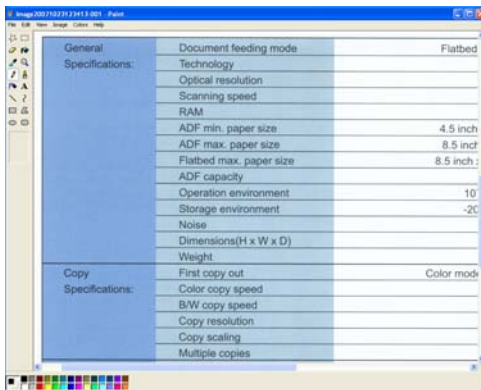 Image20071023123413-001 - Paint
File Edit View Image Colors Help
General Document feeding mode Flatbed
Specifications: Technology
Optical resolution
Scanning speed
RAM
ADF min. paper size 4.5 inch
ADF max. paper size 8.5 inch
Flatbed max. paper size 8.5 inch
ADF capacity
Operation environment 10
Storage environment -20
Noise
Dimensions(H x W x D)
Weight
Copy First copy out Color mode
Specifications: Color copy speed
B/W copy speed
Copy resolution
Copy scaling
Multiple copies